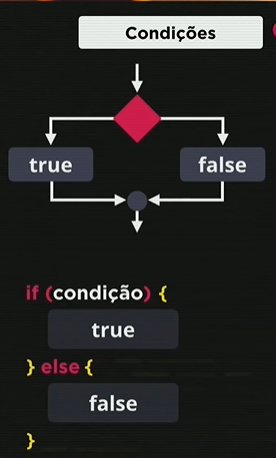 Condições
true false
if (condição) {
true
} else {
false
}